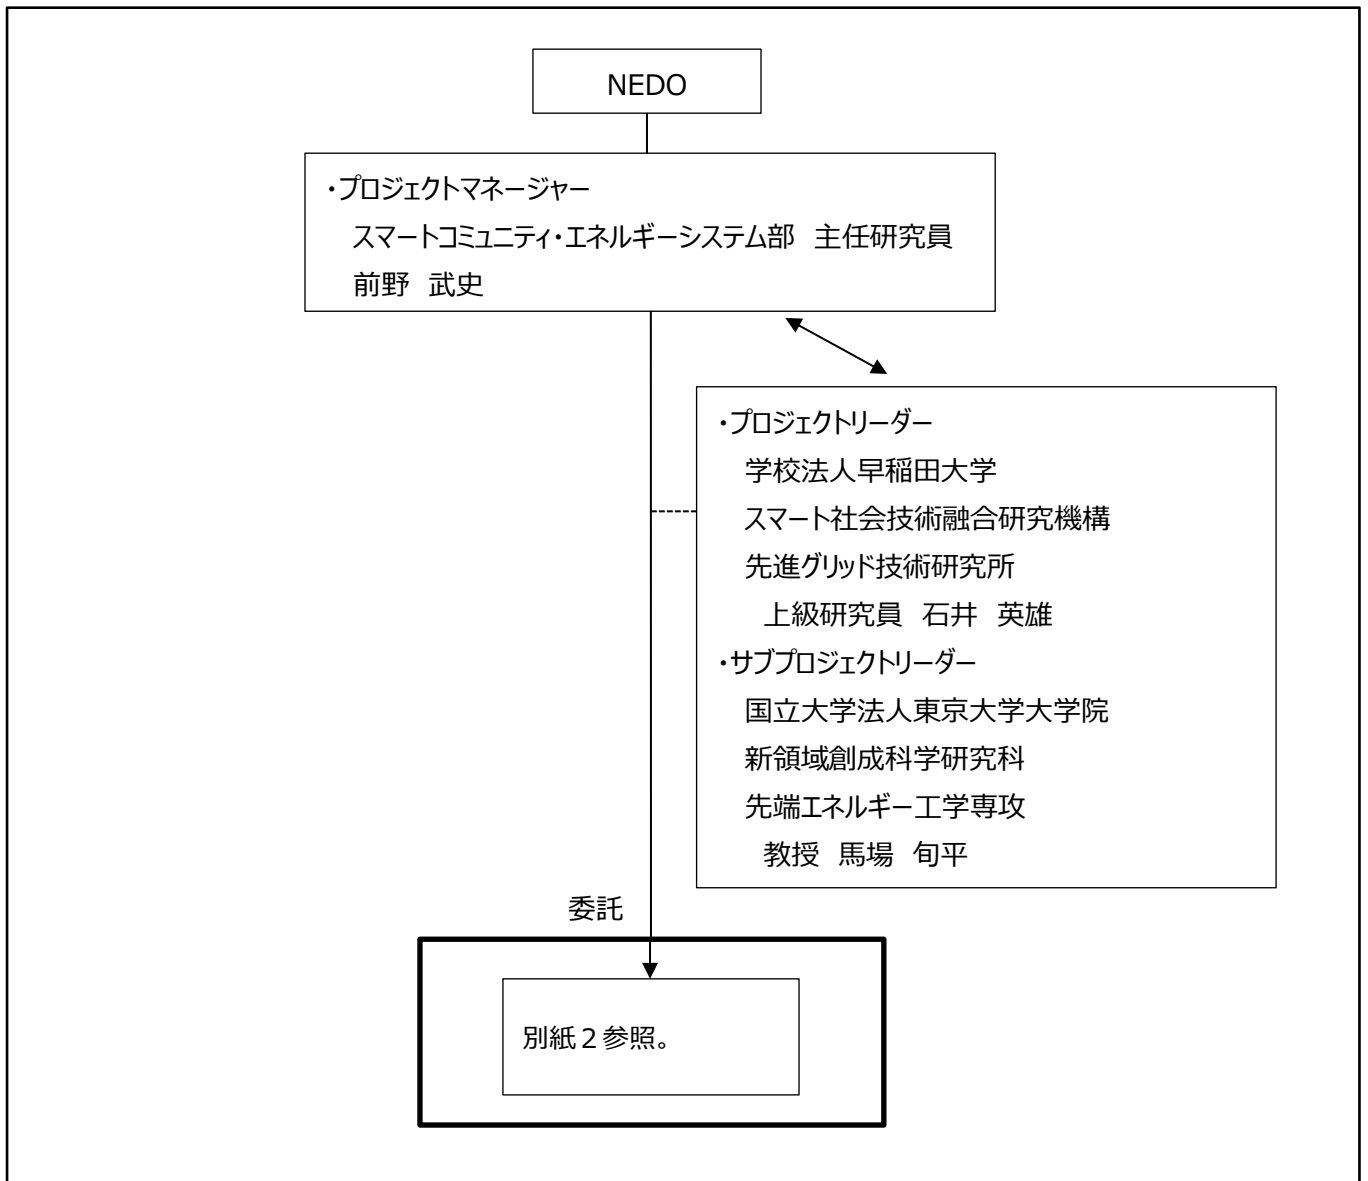 NEDO
・プロジェクトマネージャー
スマートコミュニティ・エネルギーシステム部　主任研究員
前野　武史
・プロジェクトリーダー
学校法人早稲田大学
スマート社会技術融合研究機構
先進グリッド技術研究所
上級研究員　石井　英雄
・サブプロジェクトリーダー
国立大学法人東京大学大学院
新領域創成科学研究科
先端エネルギー工学専攻
教授　馬場　旬平
委託
別紙２参照。